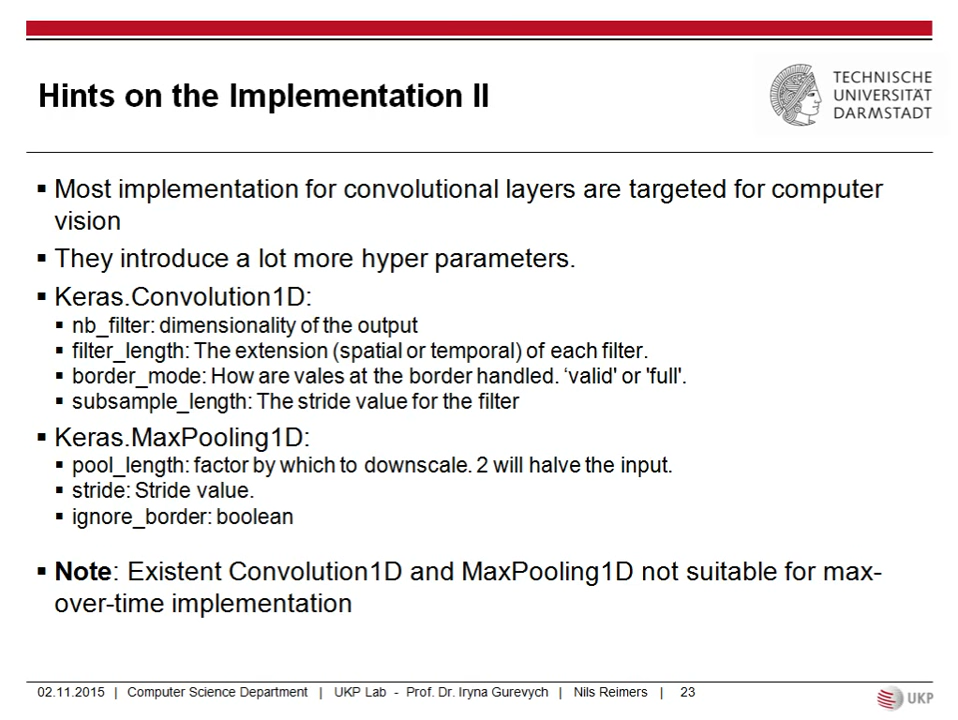 Hints on the Implementation II
TECHNISCHE
UNIVERSITÄT
DARMSTADT
▪ Most implementation for convolutional layers are targeted for computer
vision
▪ They introduce a lot more hyper parameters.
▪ Keras.Convolution1D:
▪ nb_filter: dimensionality of the output
▪ filter_length: The extension (spatial or temporal) of each filter.
▪ border_mode: How are vales at the border handled. ‘valid' or 'full'.
▪ subsample_length: The stride value for the filter
▪ Keras.MaxPooling1D:
▪ pool_length: factor by which to downscale. 2 will halve the input.
▪ stride: Stride value.
▪ ignore_border: boolean
▪ Note: Existent Convolution1D and MaxPooling1D not suitable for max-
over-time implementation
02.11.2015 | Computer Science Department | UKP Lab - Prof. Dr. Iryna Gurevych | Nils Reimers | 23
UKP